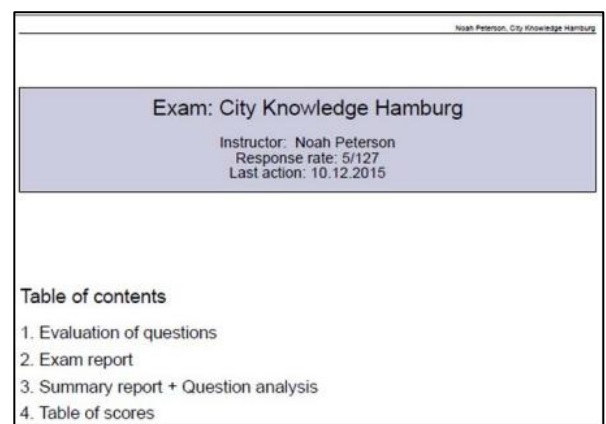 Noah Peterson, City Knowledge Hamburg
Exam: City Knowledge Hamburg
Instructor: Noah Peterson
Response rate: 5/127
Last action: 10.12.2015
Table of contents
1. Evaluation of questions
2. Exam report
3. Summary report + Question analysis
4. Table of scores